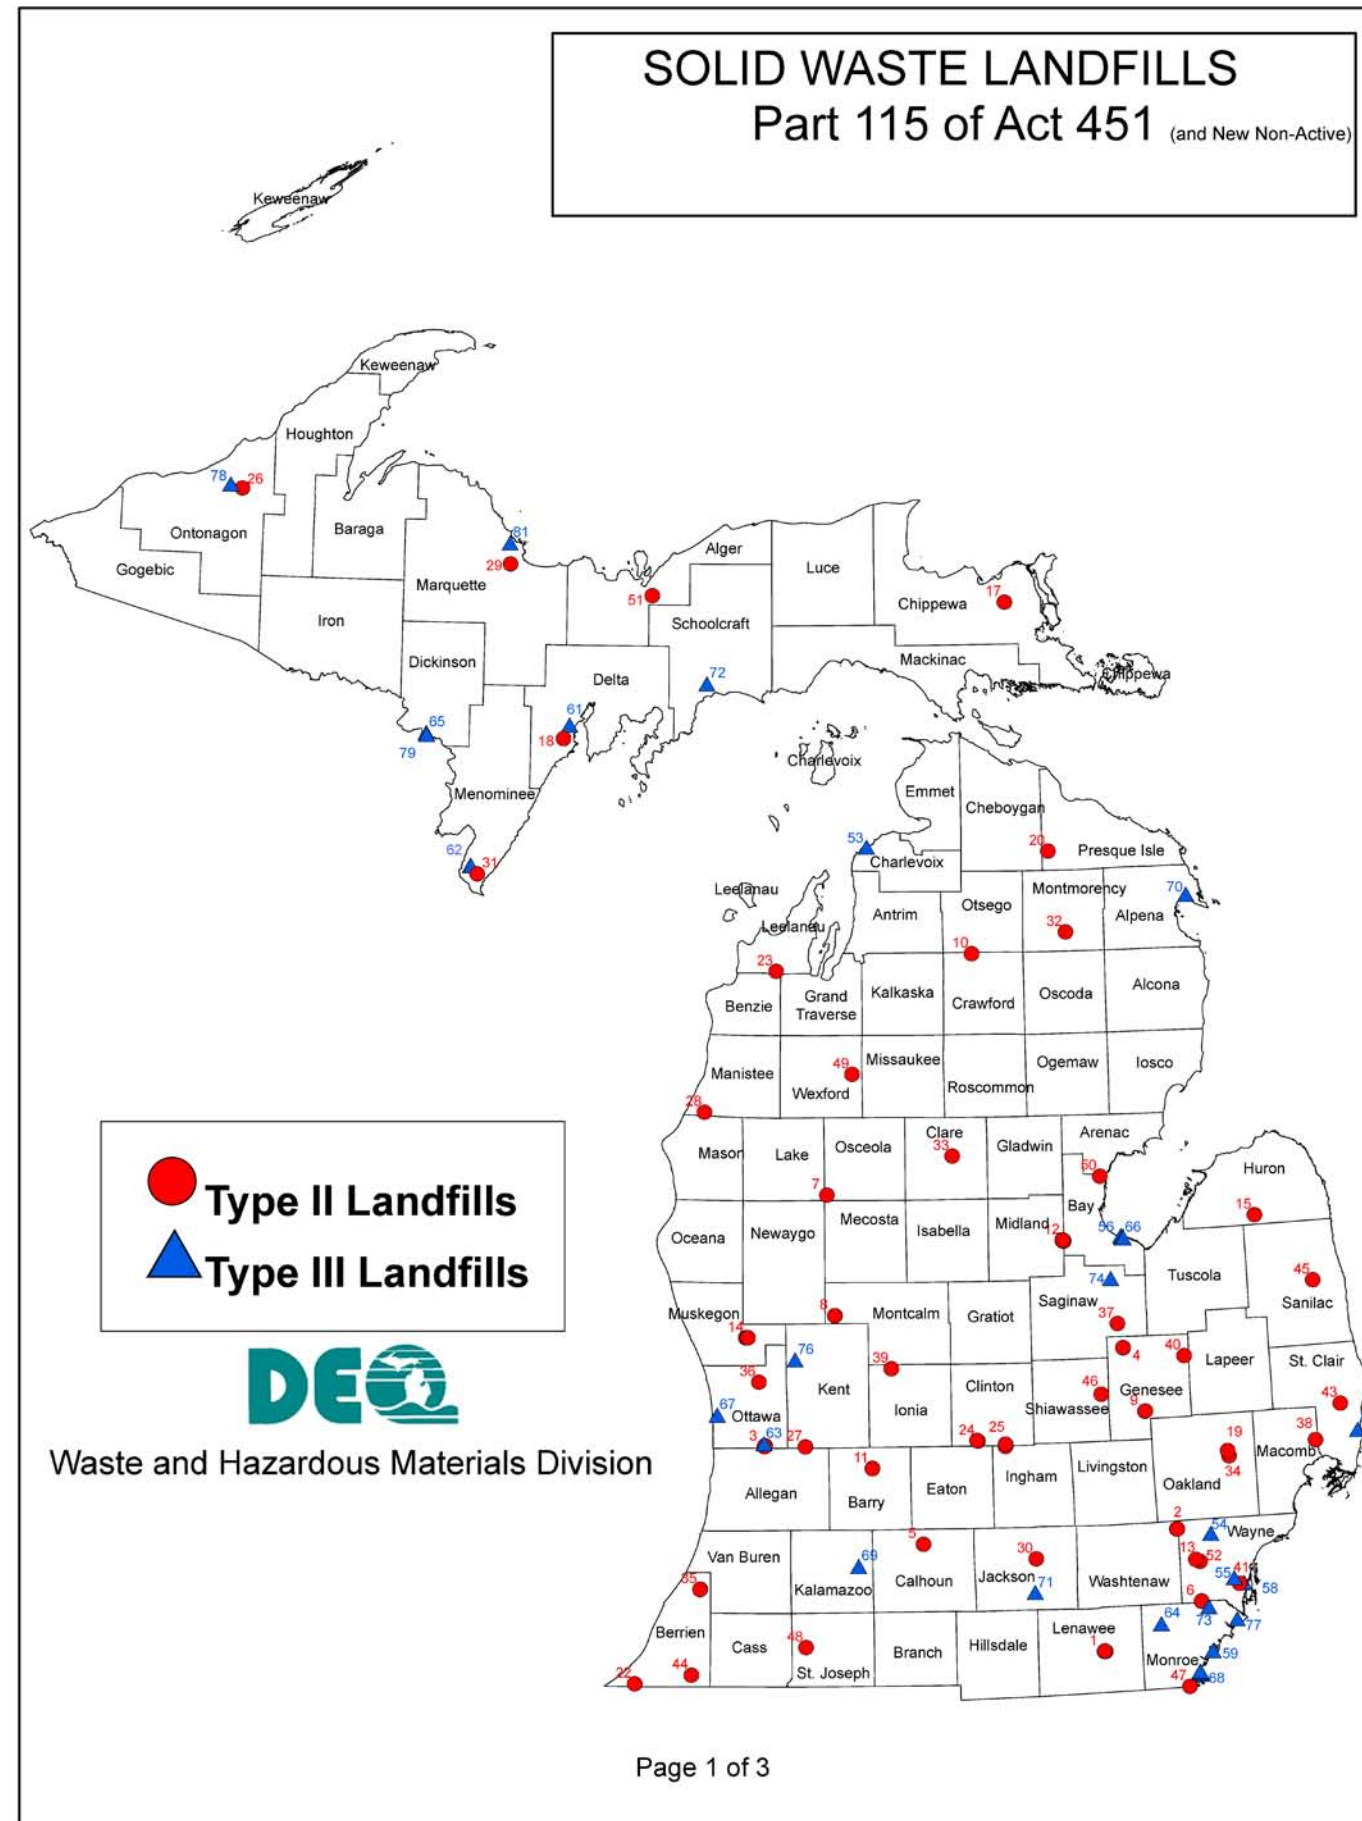 SOLID WASTE LANDFILLS
Part 115 of Act 451 (and New Non-Active)
Keweenaw
Keweenaw
Houghton
78
26
Ontonagon
Baraga
Gogebic
81
29
Marquette
Alger
51
Luce
17
Chippewa
Iron
Schoolcraft
Dickinson
Mackinac
Chippewa
Delta
72
65
61
18
79
Charlevoix
Menominee
Emmet
Cheboygan
53
62
31
20
Charlevoix
Presque Isle
Leelanau
Montmorency
70
Antrim
Otsego
Alpena
Leelanau
32
10
23
Benzie
Grand
Traverse
Kalkaska
Crawford
Oscoda
Alcona
Manistee
49
Wexford
Missaukee
Roscommon
Ogemaw
Iosco
28
Mason
Lake
Osceola
Clare
33
Gladwin
Arenac
50
Huron
7
Bay
15
Oceana
Newaygo
Mecosta
Isabella
Midland
12
56
66
74
Tuscola
45
Sanilac
Muskegon
8
Montcalm
Gratiot
Saginaw
37
14
76
39
4
40
Lapeer
St. Clair
36
Kent
Ionia
Clinton
46
Shiawassee
Genesee
9
43
67
Ottawa
3
63
27
24
25
19
34
38
Macomb
11
Allegan
Barry
Eaton
Ingham
Livingston
Oakland
2
54
Wayne
Van Buren
69
5
30
13
52
41
55
58
35
Kalamazoo
Calhoun
Jackson
71
Washtenaw
6
73
64
77
Berrien
Cass
48
St. Joseph
Branch
Hillsdale
Lenawee
1
Monroe
59
68
22
44
47
Type II Landfills
Type III Landfills
DEQ
Waste and Hazardous Materials Division
Page 1 of 3